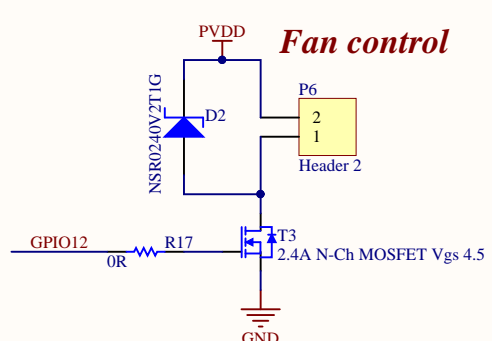 PVDD
Fan control
P6
NSR0240V2T1G
D2
2
1
Header 2
GPIO12
R17
0R
T3
2.4A N-Ch MOSFET Vgs 4.5
GND